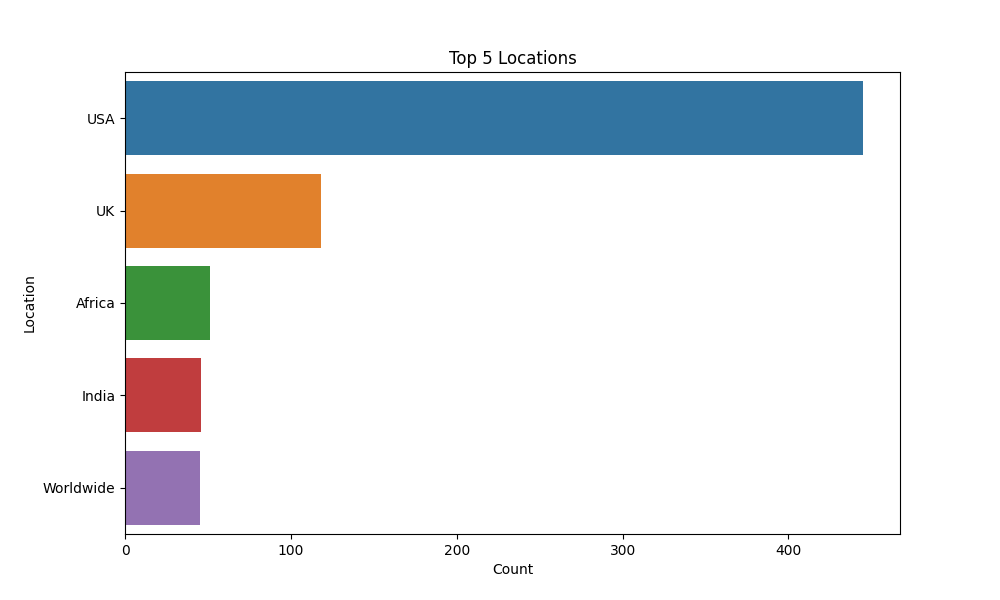 Top 5 Locations
USA
UK
Africa
India
Worldwide
Location
0 100 200 300 400
Count